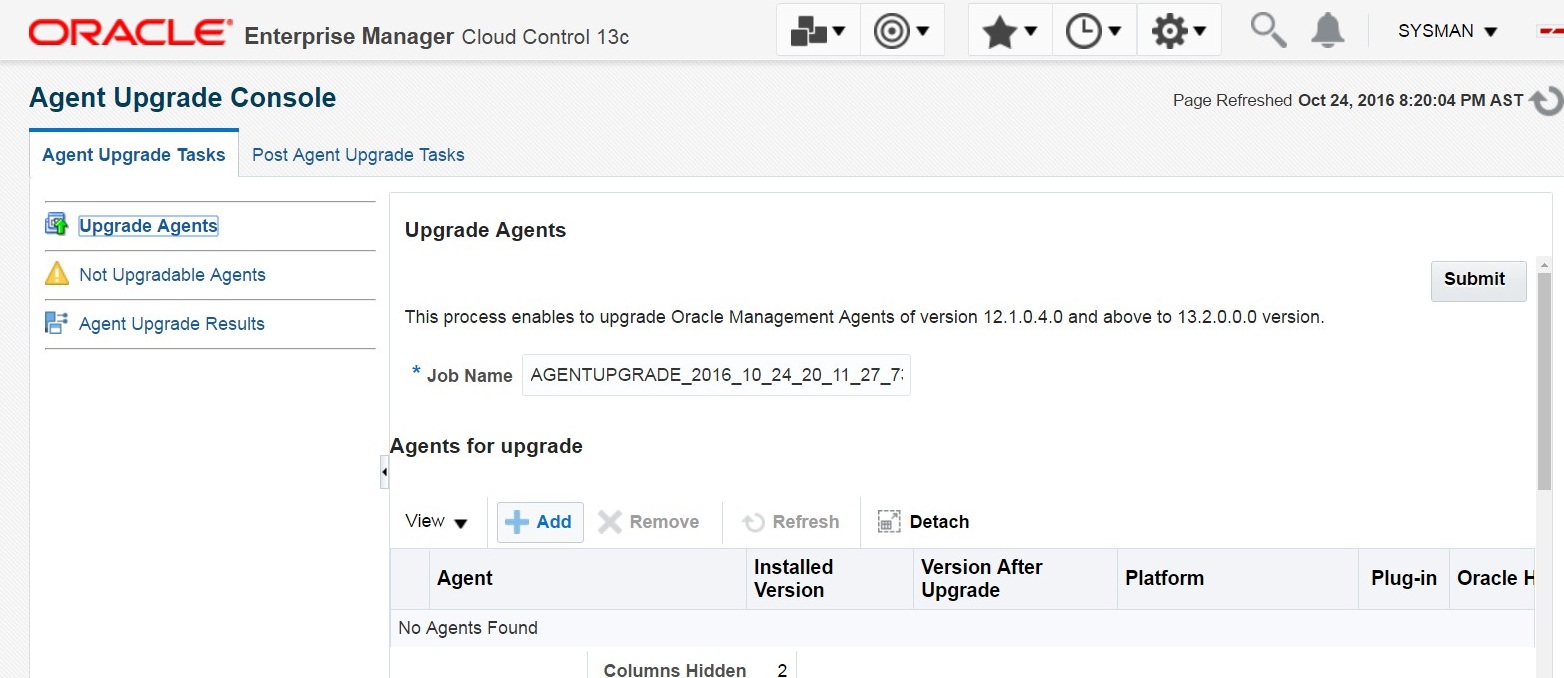 ORACLE Enterprise Manager Cloud Control 13c
SYSMAN
Agent Upgrade Console
Page Refreshed Oct 24, 2016 8:20:04 PM AST
Agent Upgrade Tasks Post Agent Upgrade Tasks
Upgrade Agents
Not Upgradable Agents
Agent Upgrade Results
Upgrade Agents
Submit
This process enables to upgrade Oracle Management Agents of version 12.1.0.4.0 and above to 13.2.0.0.0 version.
* Job Name AGENTUPGRADE_2016_10_24_20_11_27_73
Agents for upgrade
View Add Remove Refresh Detach
Agent Installed Version Version After Upgrade Platform Plug-in Oracle H
No Agents Found
Columns Hidden 2